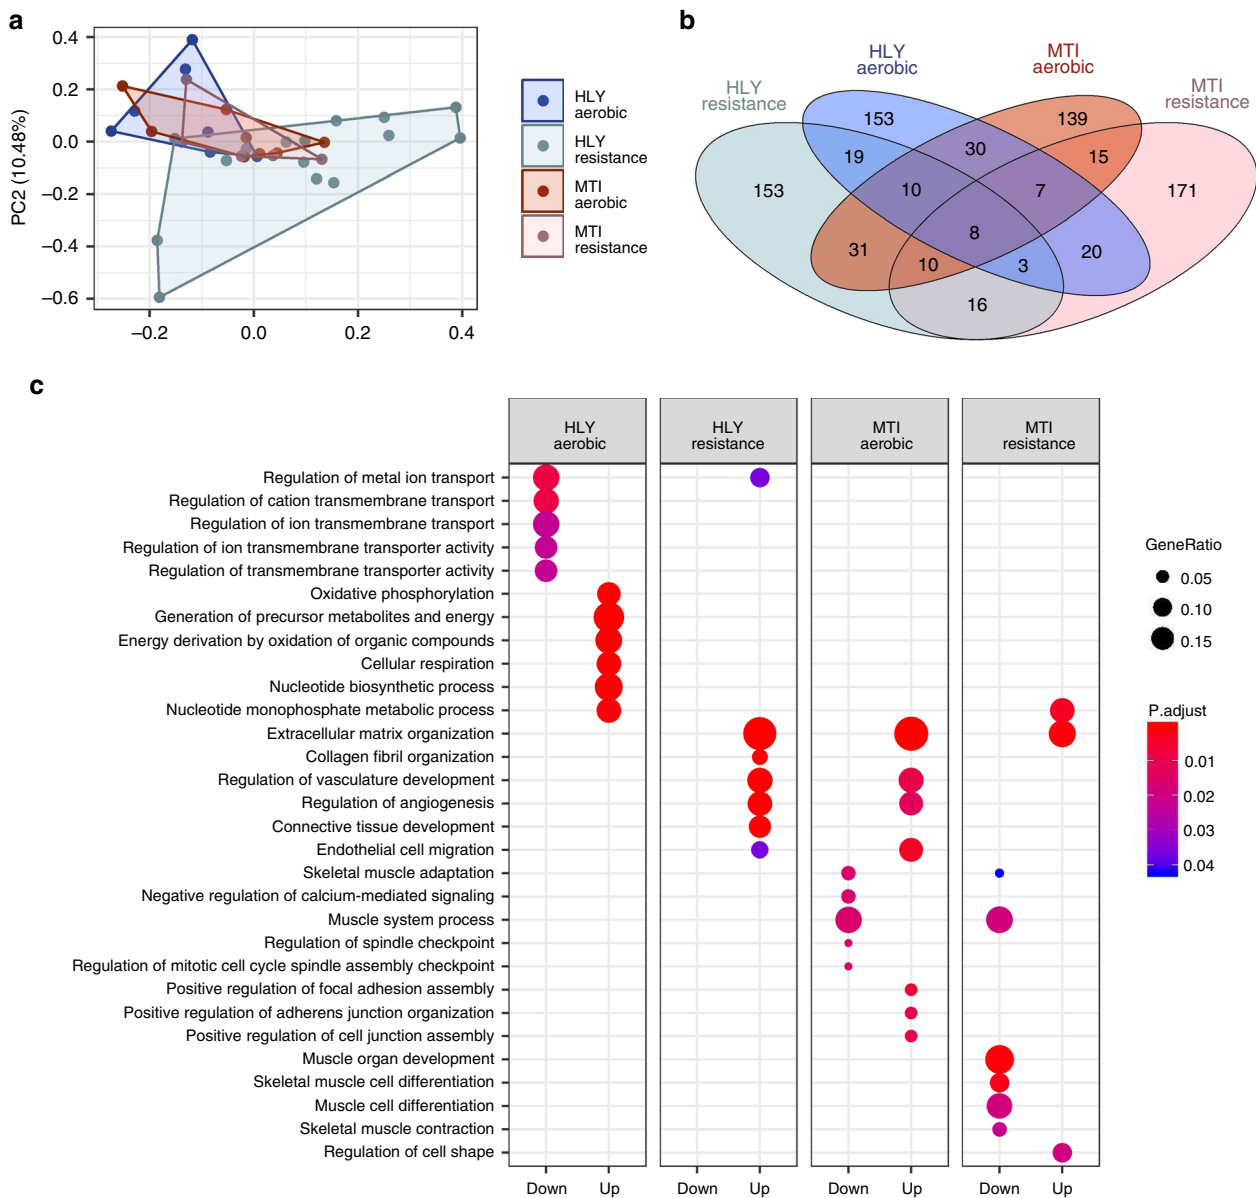 a
0.4
0.2
0.0
−0.2
−0.4
−0.6
PC2 (10.48%)
−0.2
0.0
0.2
0.4
HLY
aerobic
HLY
resistance
MTI
aerobic
MTI
resistance
b
HLY
resistance
HLY
aerobic
MTI
aerobic
MTI
resistance
153
139
19
30
15
153
10
7
171
8
31
10
3
20
16
c
HLY
aerobic
HLY
resistance
MTI
aerobic
MTI
resistance
Regulation of metal ion transport
Regulation of cation transmembrane transport
Regulation of ion transmembrane transport
Regulation of ion transmembrane transporter activity
Regulation of transmembrane transporter activity
Oxidative phosphorylation
Generation of precursor metabolites and energy
Energy derivation by oxidation of organic compounds
Cellular respiration
Nucleotide biosynthetic process
Nucleotide monophosphate metabolic process
Extracellular matrix organization
Collagen fibril organization
Regulation of vasculature development
Regulation of angiogenesis
Connective tissue development
Endothelial cell migration
Skeletal muscle adaptation
Negative regulation of calcium-mediated signaling
Muscle system process
Regulation of spindle checkpoint
Regulation of mitotic cell cycle spindle assembly checkpoint
Positive regulation of focal adhesion assembly
Positive regulation of adherens junction organization
Positive regulation of cell junction assembly
Muscle organ development
Skeletal muscle cell differentiation
Muscle cell differentiation
Skeletal muscle contraction
Regulation of cell shape
Down Up Down Up Down Up Down Up
GeneRatio
0.05
0.10
0.15
P.adjust
0.01
0.02
0.03
0.04